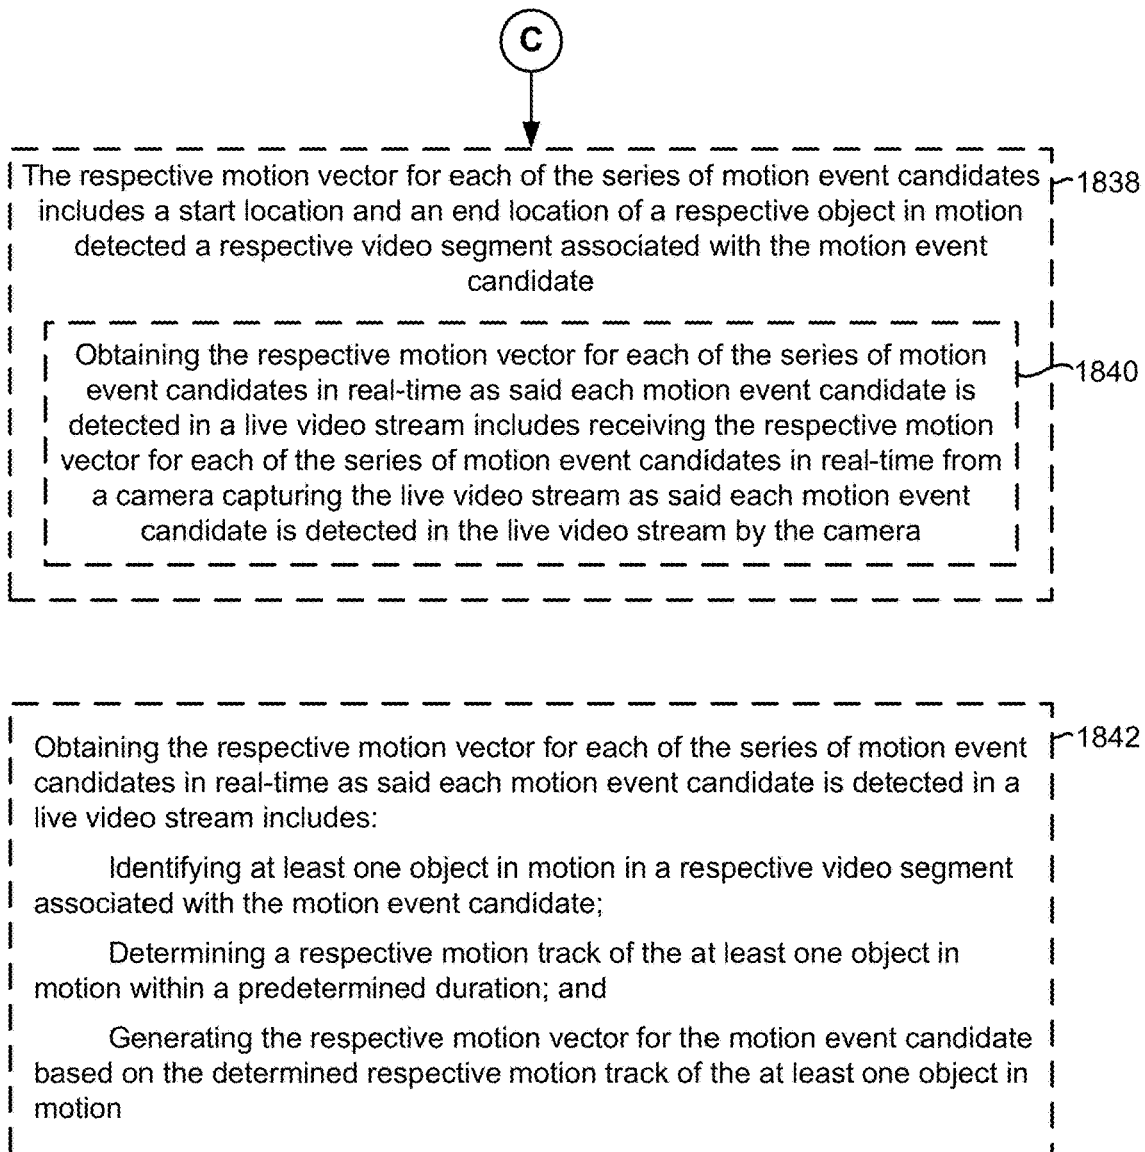 C
The respective motion vector for each of the series of motion event candidates
includes a start location and an end location of a respective object in motion
detected a respective video segment associated with the motion event
candidate
1838
Obtaining the respective motion vector for each of the series of motion
event candidates in real-time as said each motion event candidate is
detected in a live video stream includes receiving the respective motion
vector for each of the series of motion event candidates in real-time from
a camera capturing the live video stream as said each motion event
candidate is detected in the live video stream by the camera
1840
Obtaining the respective motion vector for each of the series of motion event
candidates in real-time as said each motion event candidate is detected in a
live video stream includes:
Identifying at least one object in motion in a respective video segment
associated with the motion event candidate;
Determining a respective motion track of the at least one object in
motion within a predetermined duration; and
Generating the respective motion vector for the motion event candidate
based on the determined respective motion track of the at least one object in
motion
1842